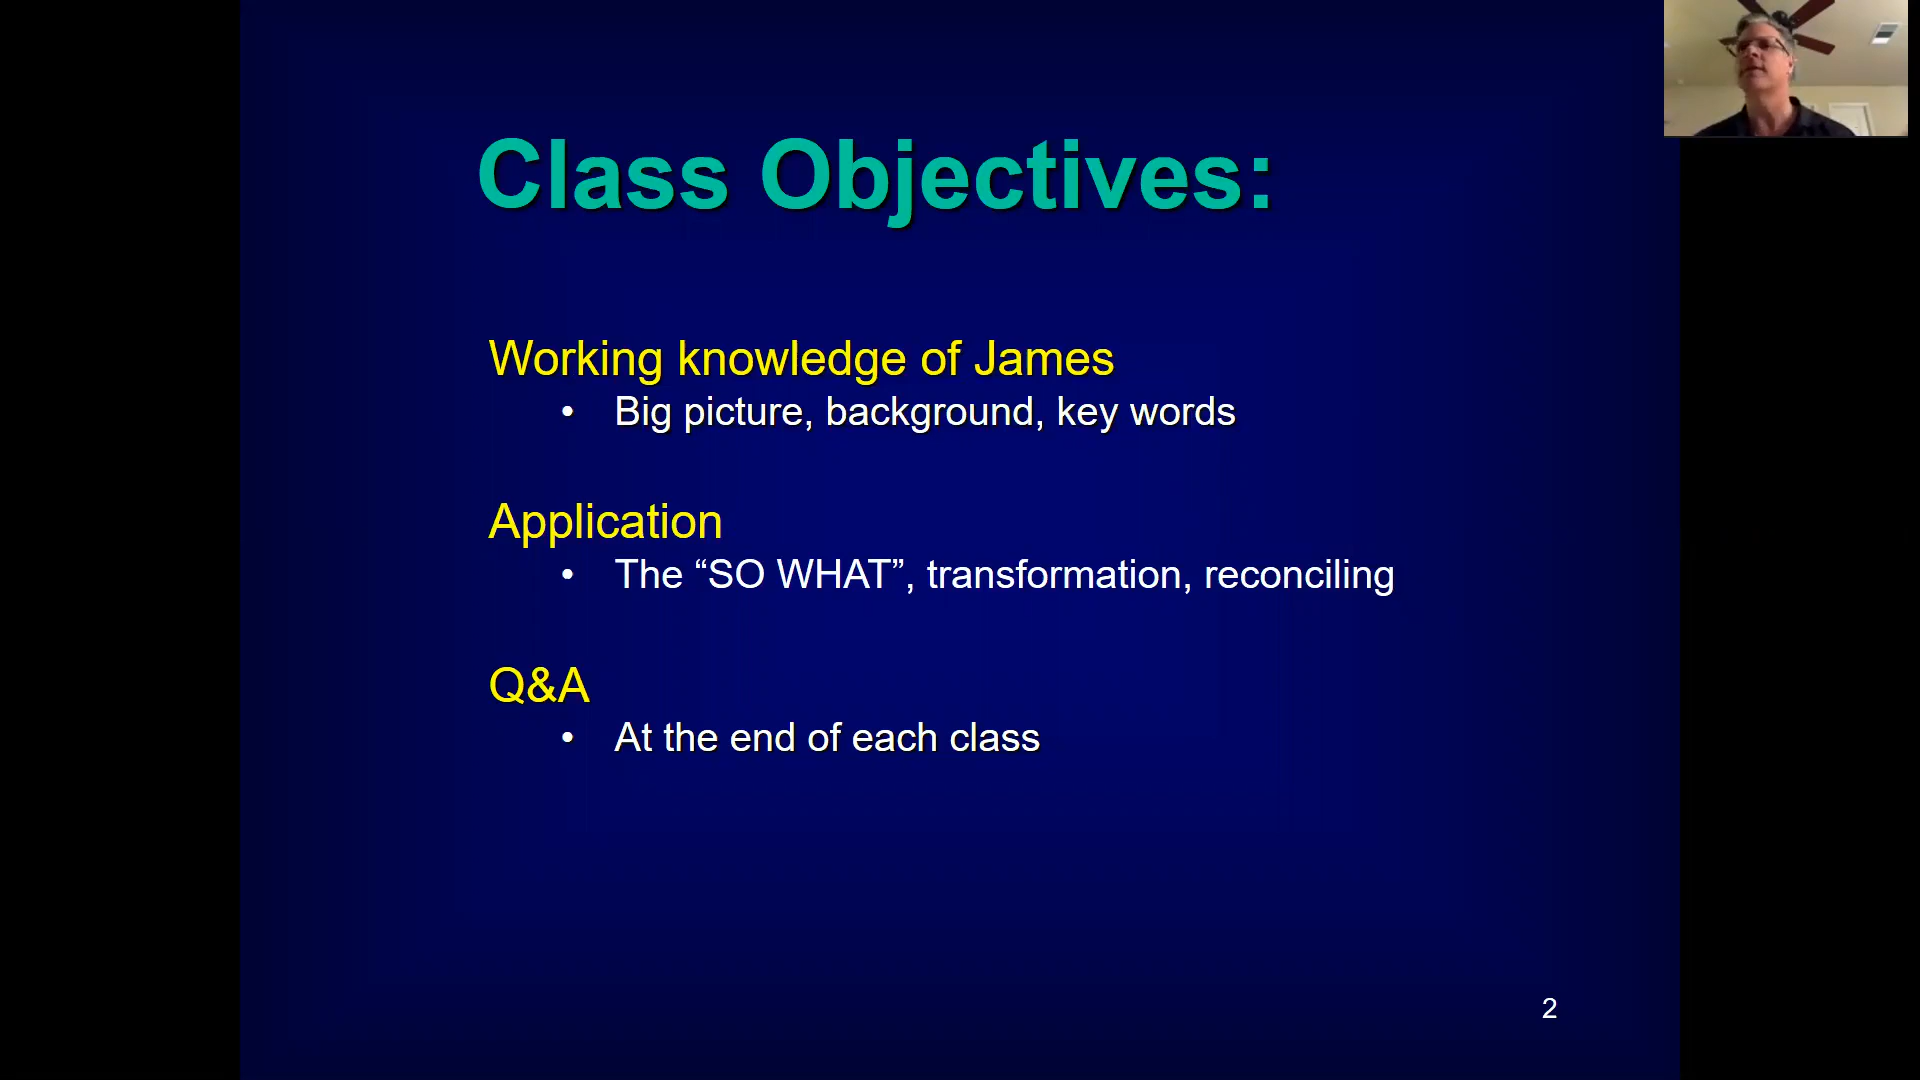 Class Objectives:
Working knowledge of James
• Big picture, background, key words
Application
• The “SO WHAT”, transformation, reconciling
Q&A
• At the end of each class
2